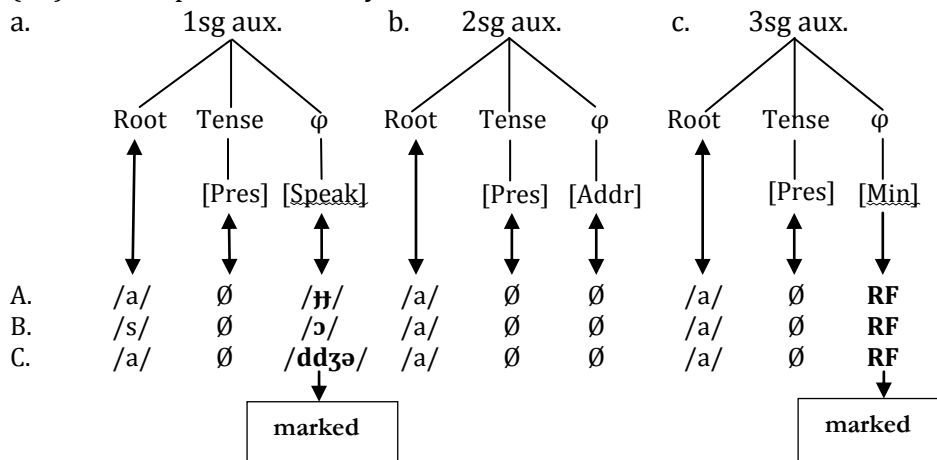 a. 1sg aux. b. 2sg aux. c. 3sg aux.
Root Tense φ Root Tense φ Root Tense φ
[Pres] [Speak] [Pres] [Addr] [Pres] [Min]
A. /a/ Ø /ɟɟ/ /a/ Ø Ø /a/ Ø RF
B. /s/ Ø /ɔ/ /a/ Ø Ø /a/ Ø RF
C. /a/ Ø /ddʒə/ /a/ Ø Ø /a/ Ø RF
marked marked